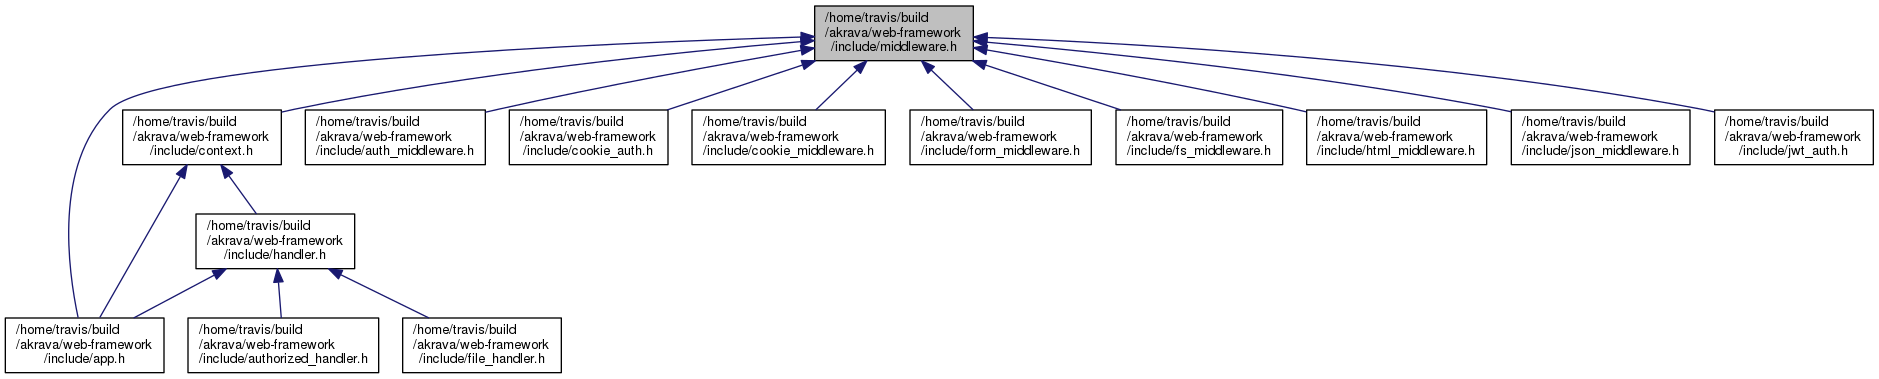 /home/travis/build
/akrava/web-framework
/include/middleware.h
/home/travis/build
/akrava/web-framework
/include/context.h
/home/travis/build
/akrava/web-framework
/include/auth_middleware.h
/home/travis/build
/akrava/web-framework
/include/cookie_auth.h
/home/travis/build
/akrava/web-framework
/include/cookie_middleware.h
/home/travis/build
/akrava/web-framework
/include/form_middleware.h
/home/travis/build
/akrava/web-framework
/include/fs_middleware.h
/home/travis/build
/akrava/web-framework
/include/html_middleware.h
/home/travis/build
/akrava/web-framework
/include/json_middleware.h
/home/travis/build
/akrava/web-framework
/include/jwt_auth.h
/home/travis/build
/akrava/web-framework
/include/handler.h
/home/travis/build
/akrava/web-framework
/include/app.h
/home/travis/build
/akrava/web-framework
/include/authorized_handler.h
/home/travis/build
/akrava/web-framework
/include/file_handler.h